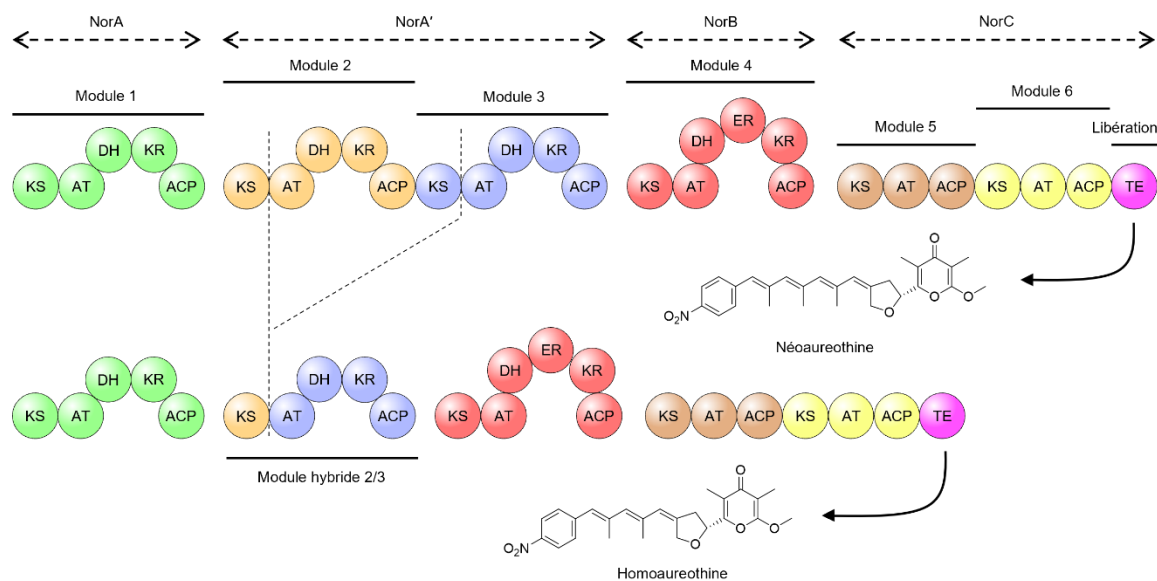 NorA NorA′ NorB NorC
Module 2 Module 4 Module 6
Module 1 Module 3 Module 5 Libération
DH KR DH KR DH KR DH ER KR
KS AT ACP KS AT ACP KS AT ACP KS AT ACP KS AT ACP KS AT ACP TE
O
O2N O O O
Néoaureothine
DH KR DH KR DH ER KR
KS AT ACP KS AT ACP KS AT ACP KS AT ACP KS AT ACP TE
Module hybride 2/3
O
O2N O O O
Homoaureothine